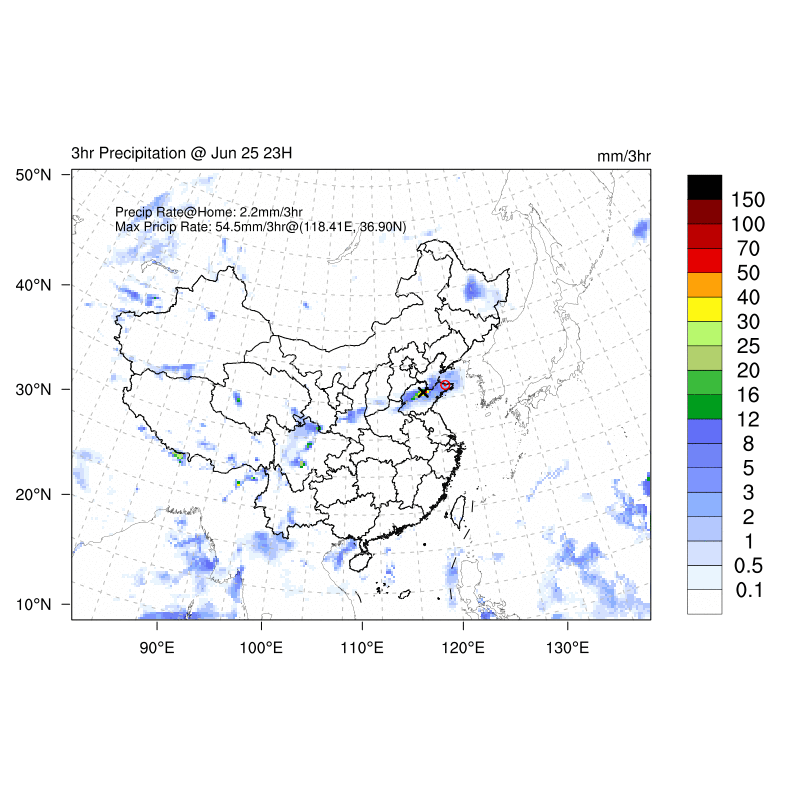 3hr Precipitation @ Jun 25 23H
mm/3hr
Precip Rate@Home: 2.2mm/3hr
Max Pricip Rate: 54.5mm/3hr@(118.41E, 36.90N)
50°N
40°N
30°N
20°N
10°N
90°E
100°E
110°E
120°E
130°E
150
100
70
50
40
30
25
20
16
12
8
5
3
2
1
0.5
0.1